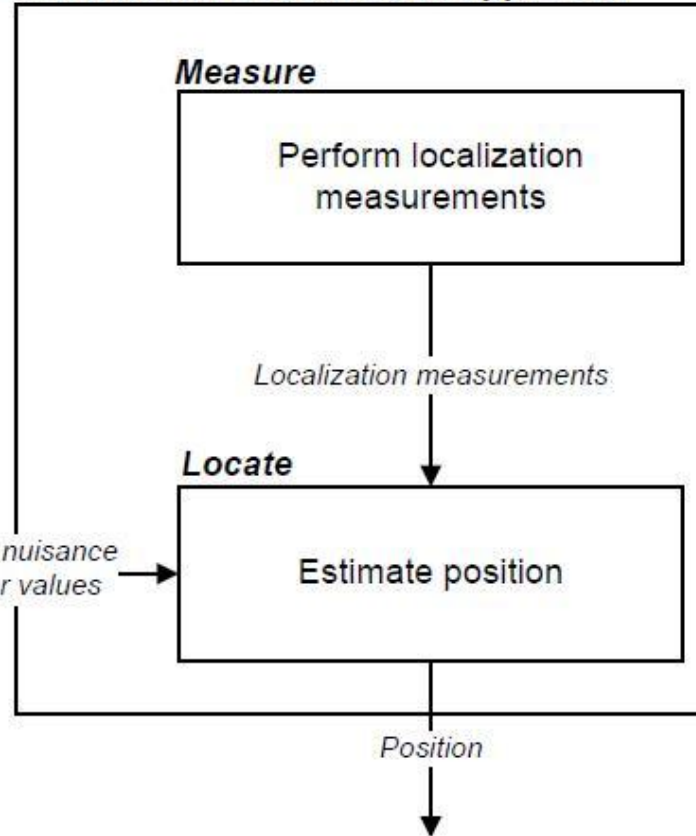 Measure
Perform localization
measurements
Localization measurements
Locate
nuisance
r values
Estimate position
Position